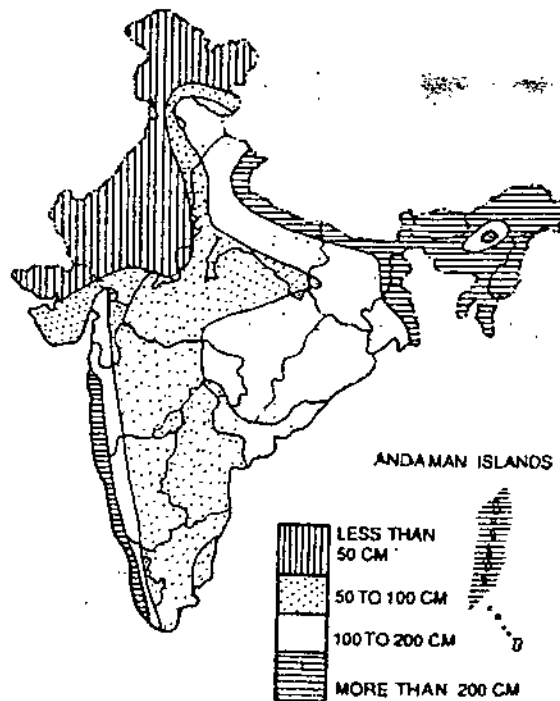 ANDAMAN ISLANDS
LESS THAN
50 CM
50 TO 100 CM
100 TO 200 CM
MORE THAN 200 CM